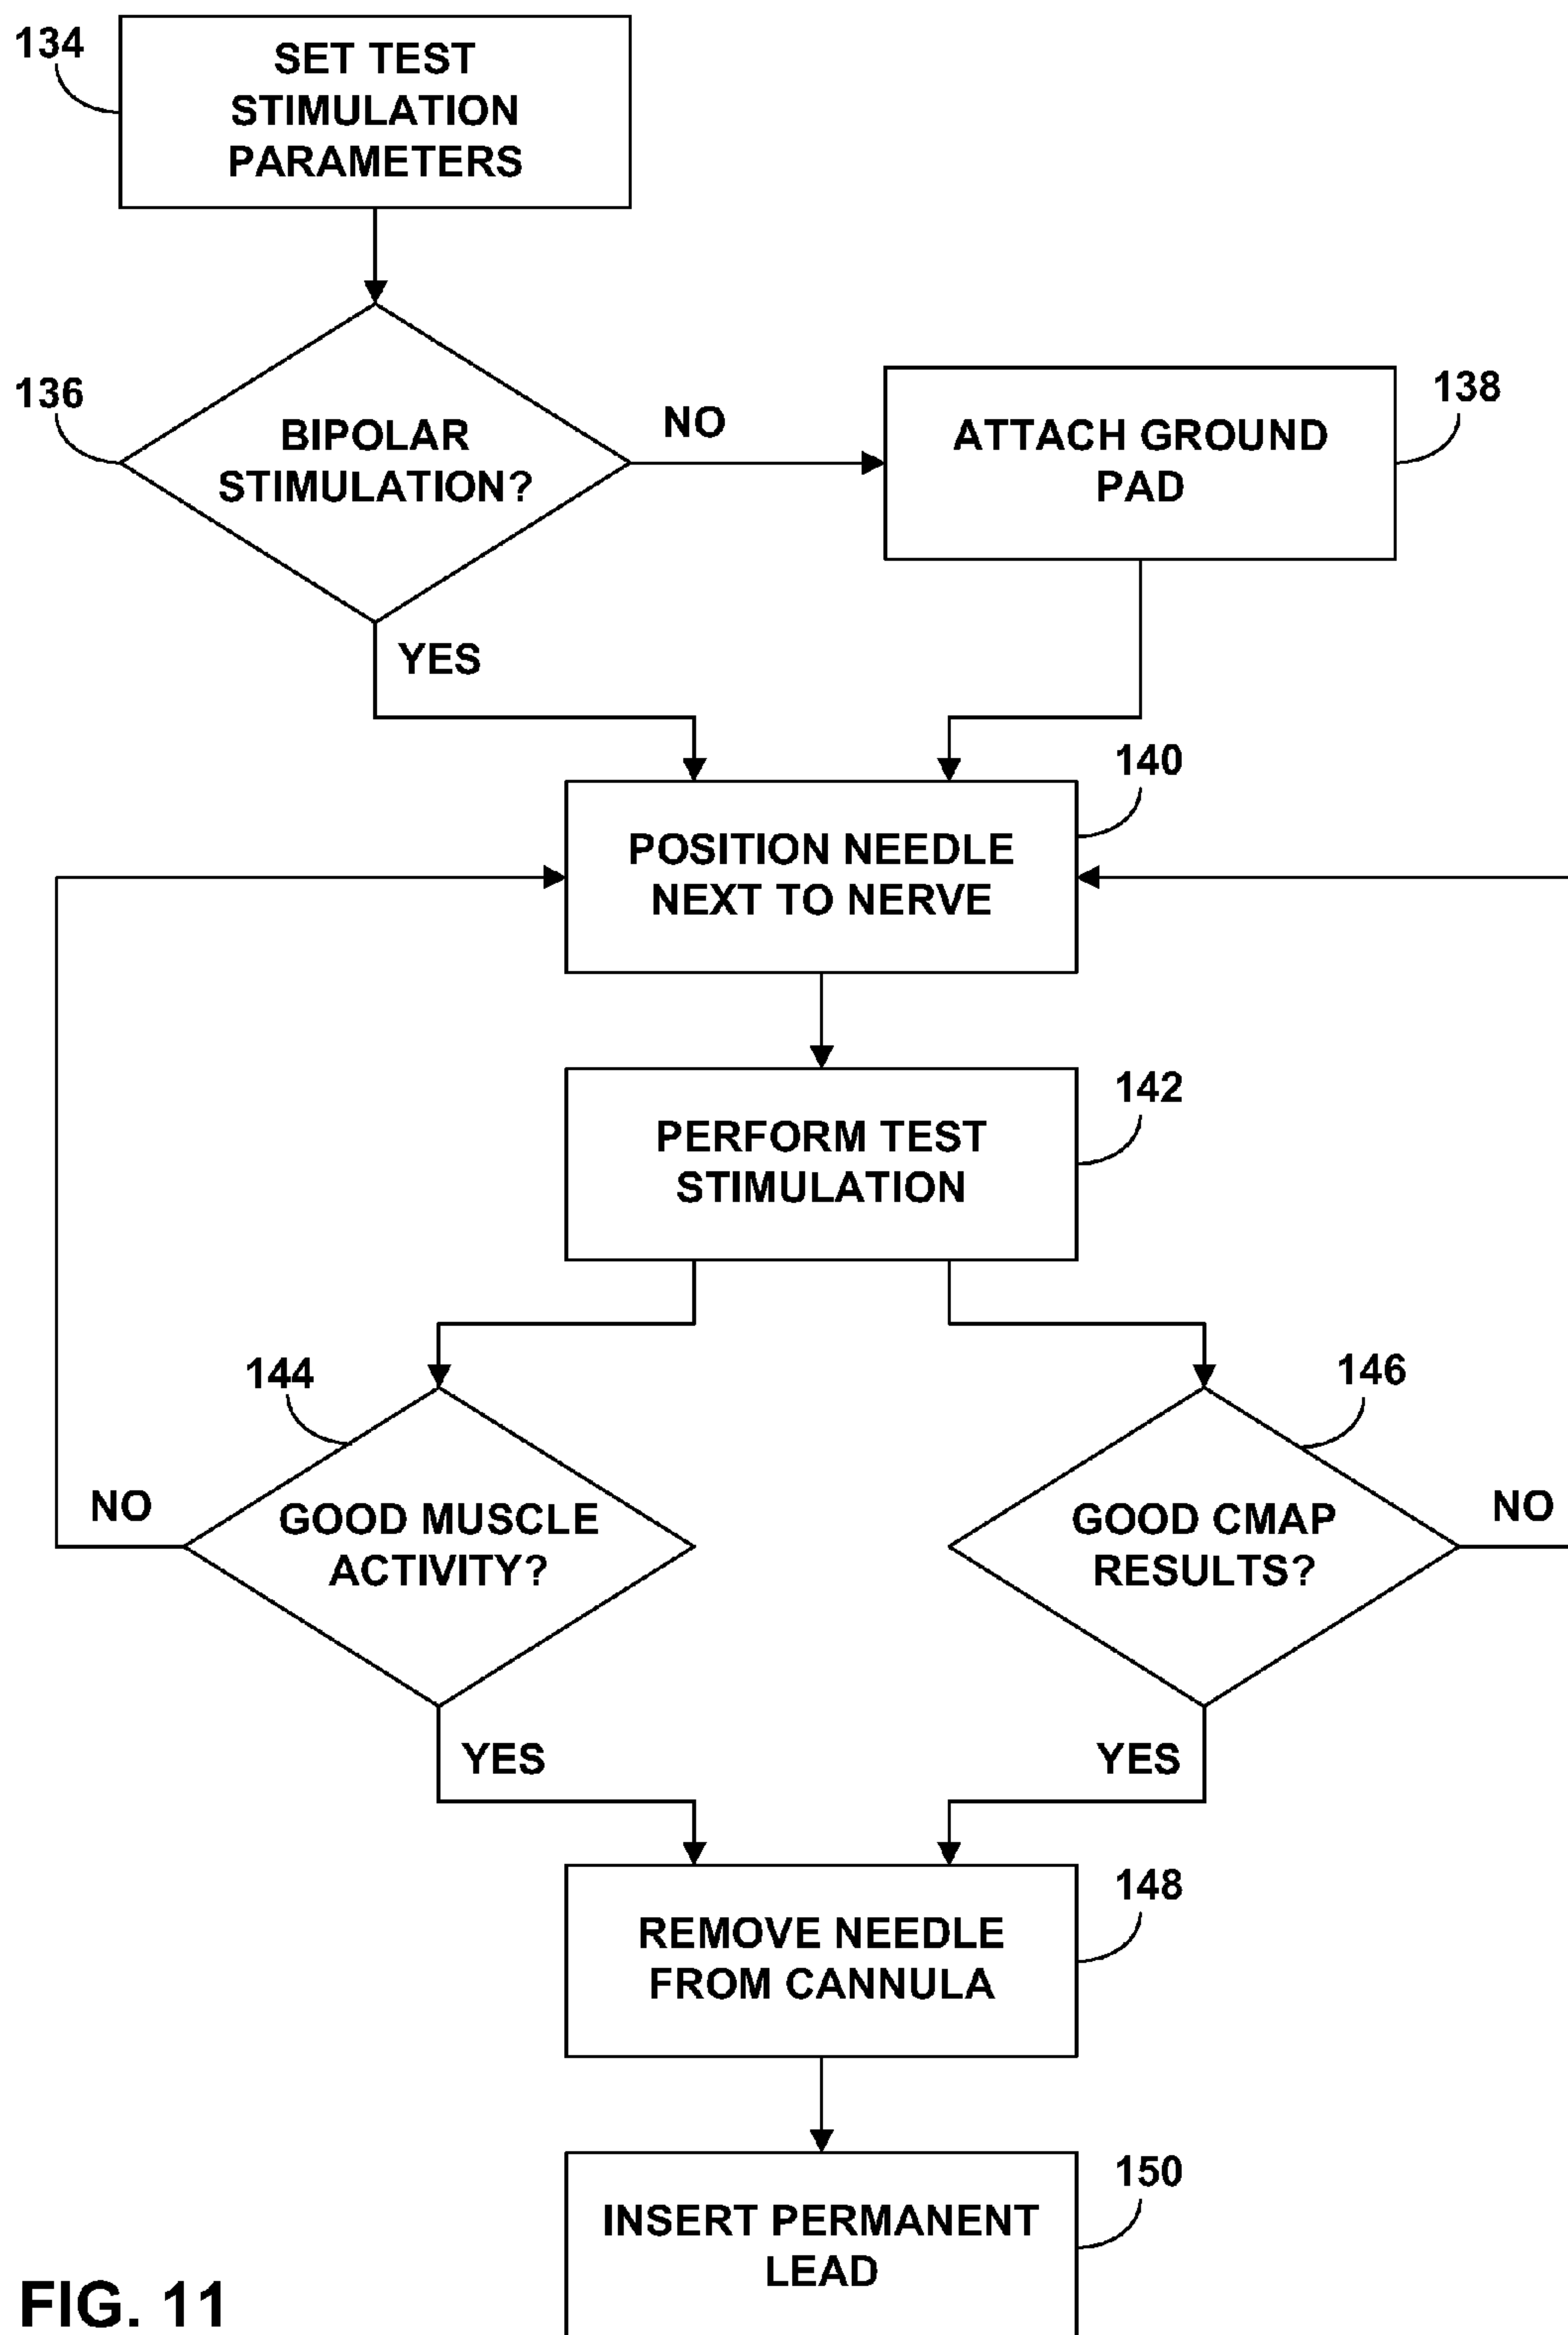 134
SET TEST
STIMULATION
PARAMETERS
136
BIPOLAR
STIMULATION?
NO
138
ATTACH GROUND
PAD
YES
140
POSITION NEEDLE
NEXT TO NERVE
142
PERFORM TEST
STIMULATION
144
146
NO
GOOD MUSCLE
ACTIVITY?
GOOD CMAP
RESULTS?
NO
YES
YES
148
REMOVE NEEDLE
FROM CANNULA
150
INSERT PERMANENT
LEAD
FIG. 11